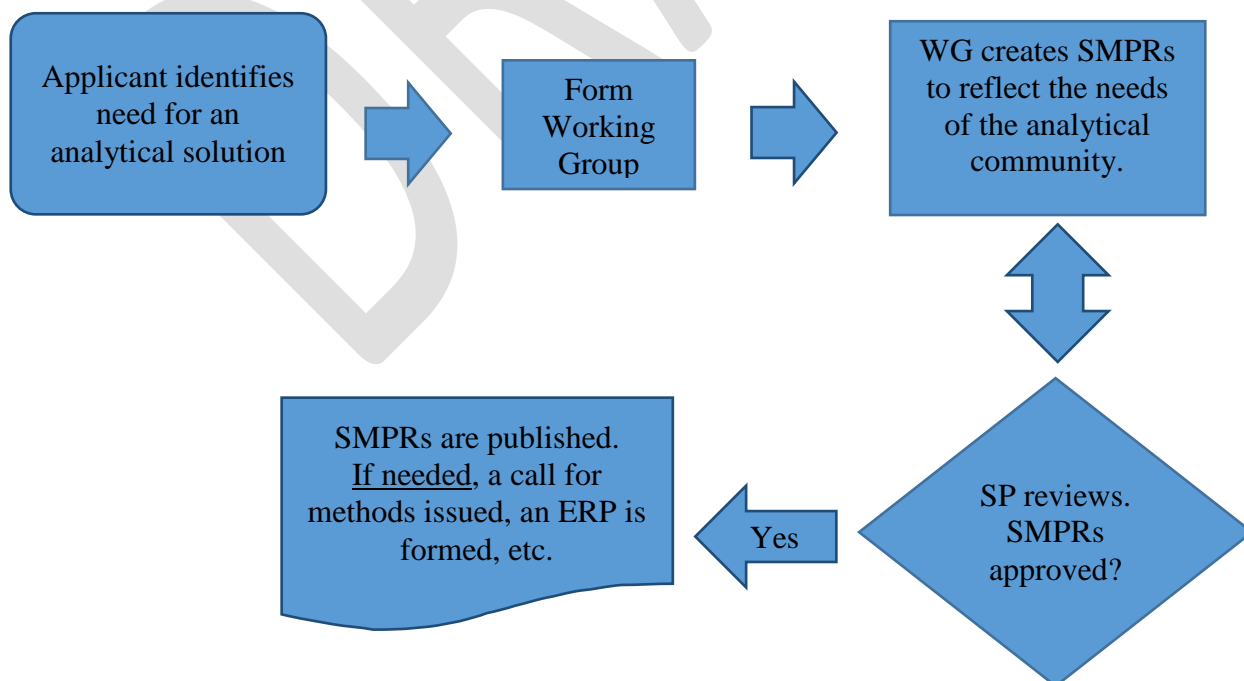 Applicant identifies
need for an
analytical solution
Form
Working
Group
WG creates SMPRs
to reflect the needs
of the analytical
community.
SP reviews.
SMPRs
approved?
Yes
SMPRs are published.
If needed, a call for
methods issued, an ERP is
formed, etc.